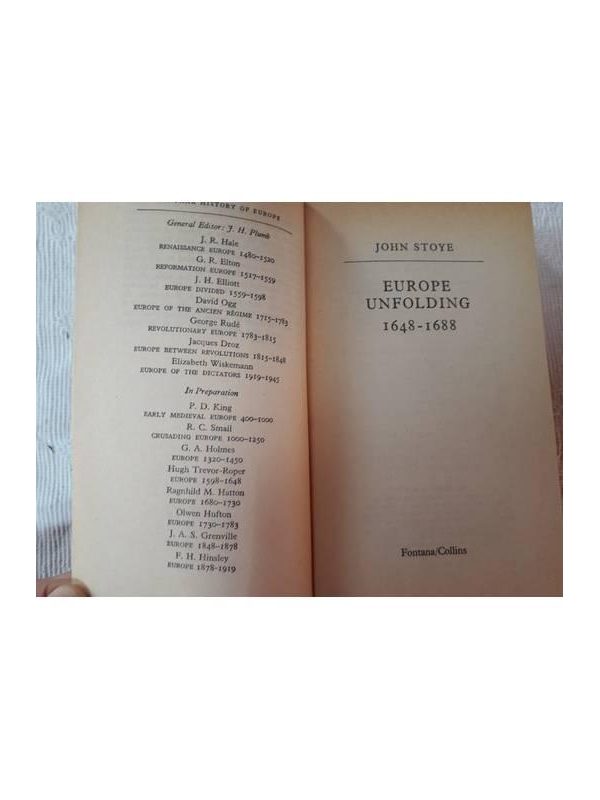 HISTORY OF EUROPE
General Editor: J. H. Plumb
J. R. Hale
RENAISSANCE EUROPE 1480–1520
G. R. Elton
REFORMATION EUROPE 1517–1559
J. H. Elliott
EUROPE DIVIDED 1559–1598
David Ogg
EUROPE OF THE ANCIEN RÉGIME 1715–1783
George Rudé
REVOLUTIONARY EUROPE 1783–1815
Jacques Droz
EUROPE BETWEEN REVOLUTIONS 1815–1848
Elizabeth Wiskemann
EUROPE OF THE DICTATORS 1919–1945
In Preparation
P. D. King
EARLY MEDIEVAL EUROPE 400–1000
R. C. Smail
CRUSADING EUROPE 1000–1250
G. A. Holmes
EUROPE 1320–1450
Hugh Trevor-Roper
EUROPE 1598–1648
Ragnhild M. Hatton
EUROPE 1680–1730
Olwen Hufton
EUROPE 1730–1783
J. A. S. Grenville
EUROPE 1848–1878
F. H. Hinsley
EUROPE 1878–1919
JOHN STOYE
EUROPE
UNFOLDING
1648–1688
Fontana/Collins